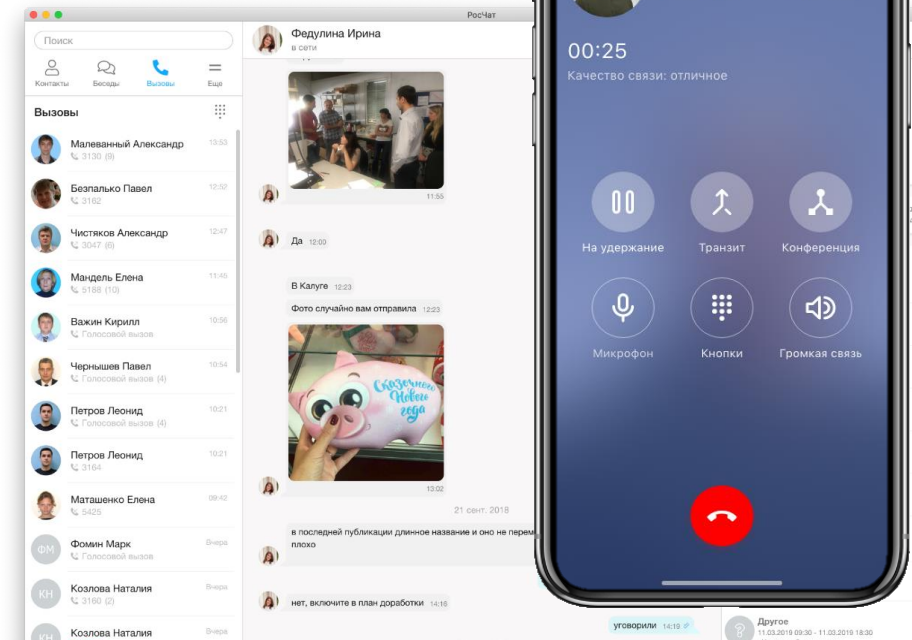 РосЧат
Поиск
Контакты
Беседы
Вызовы
Еще
Вызовы
Малеванный Александр
13:53
3130 (9)
Безпалько Павел
12:52
3162
Чистяков Александр
12:47
3047 (6)
Мандель Елена
11:45
5188 (10)
Важин Кирилл
10:56
Голосовой вызов
Чернышев Павел
10:54
Голосовой вызов (4)
Петров Леонид
10:21
Голосовой вызов (4)
Петров Леонид
10:21
3164
Маташенко Елена
09:42
5425
ФМ
Фомин Марк
Вчера
Голосовой вызов
КН
Козлова Наталия
Вчера
3160 (2)
КН
Козлова Наталия
Вчера
Федулина Ирина
в сети
11:55
Да 12:00
В Калуге 12:23
Фото случайно вам отправила 12:23
Сказочного
Нового
года
13:02
21 сент. 2018
в последней публикации длинное название и оно не перем
плохо
нет, включите в план доработки 14:16
уговорили 14:19
00:25
Качество связи: отличное
На удержание
Транзит
Конференция
Микрофон
Кнопки
Громкая связь
Другое
11.03.2019 09:30 - 11.03.2019 18:00